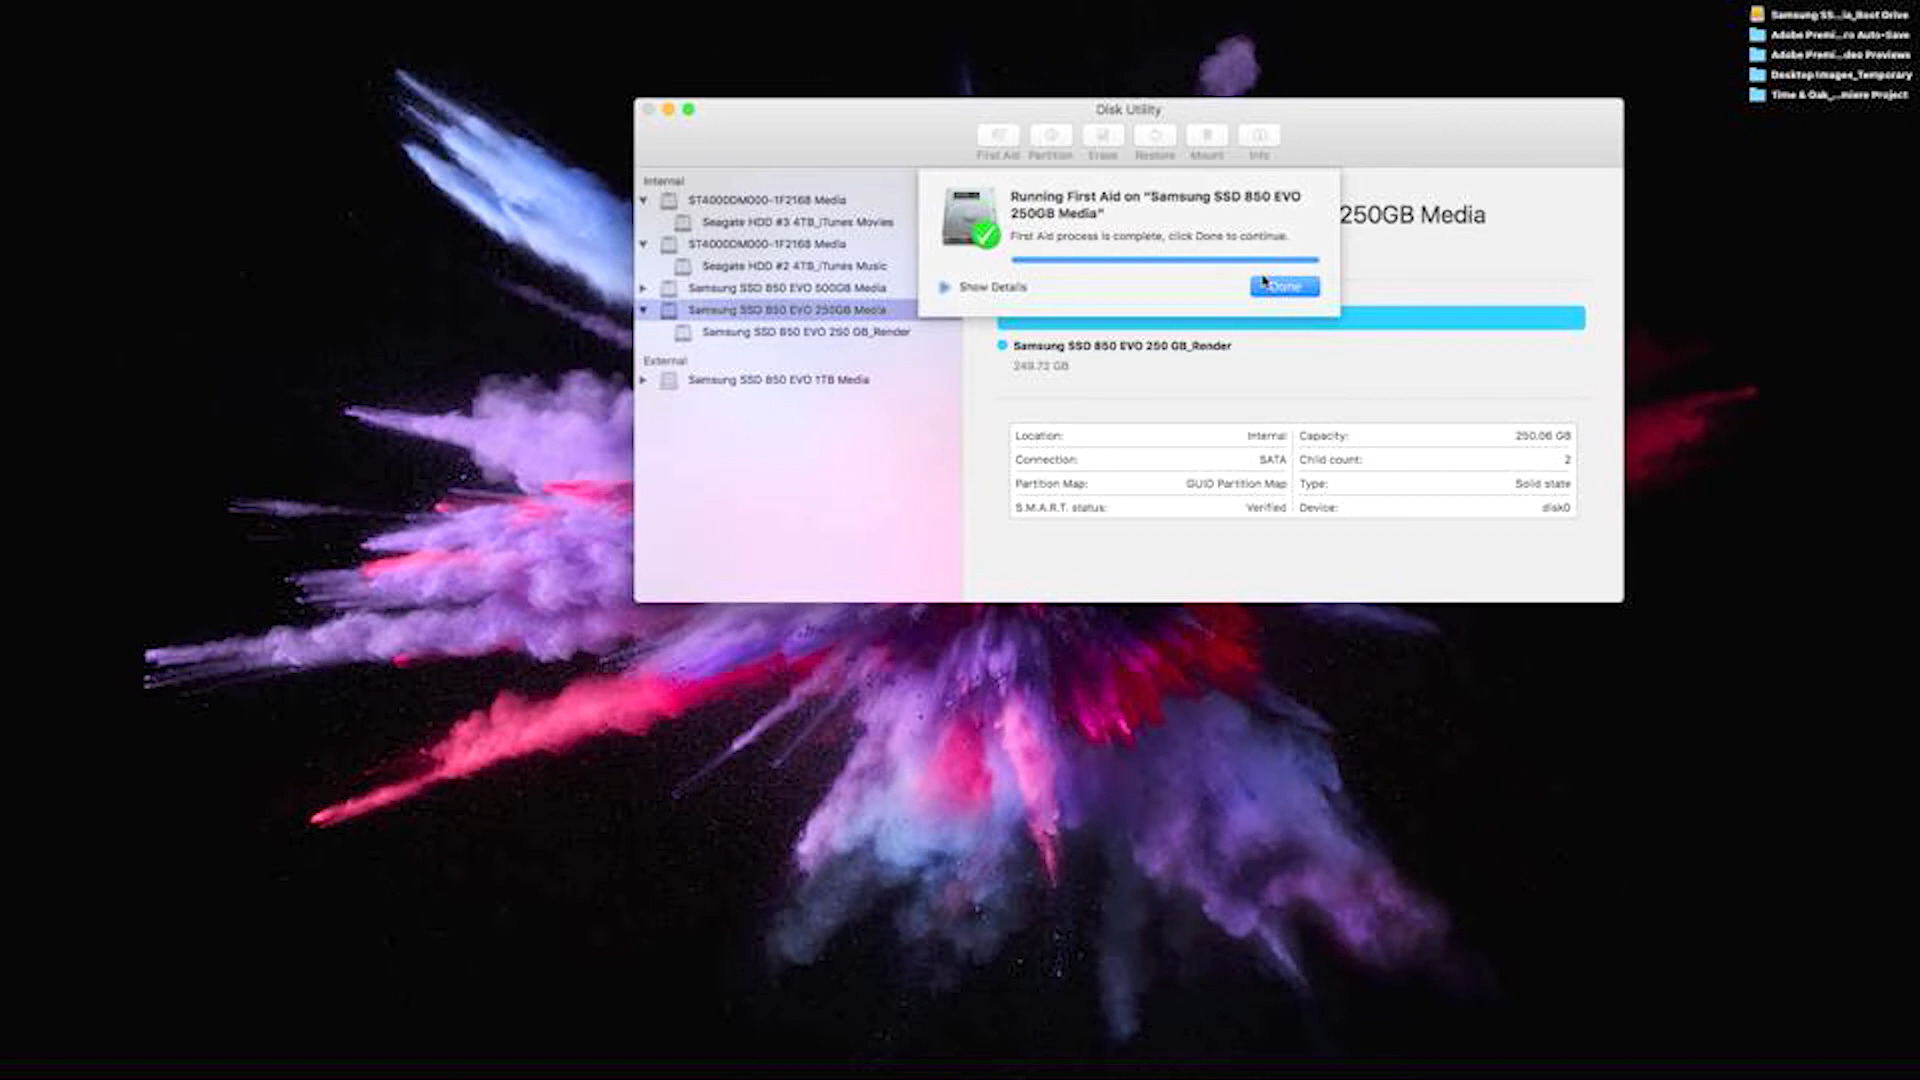 Samsung SS...ia_Boot Drive
Adobe Premi...ro Auto-Save
Adobe Premi...deo Previews
Desktop Images_Temporary
Time & Oak_...miere Project
Disk Utility
First Aid
Partition
Erase
Restore
Mount
Info
Internal
ST4000DM000-1F2168 Media
Seagate HDD #3 4TB_iTunes Movies
ST4000DM000-1F2168 Media
Seagate HDD #2 4TB_iTunes Music
Samsung SSD 850 EVO 500GB Media
Samsung SSD 850 EVO 250GB Media
Samsung SSD 850 EVO 250 GB_Render
External
Samsung SSD 850 EVO 1TB Media
Running First Aid on “Samsung SSD 850 EVO
250GB Media”
First Aid process is complete, click Done to continue.
Show Details
Done
250GB Media
Samsung SSD 850 EVO 250 GB_Render
249.72 GB
Location: Internal
Capacity: 250.06 GB
Connection: SATA
Child count: 2
Partition Map: GUID Partition Map
Type: Solid state
S.M.A.R.T. status: Verified
Device: disk0